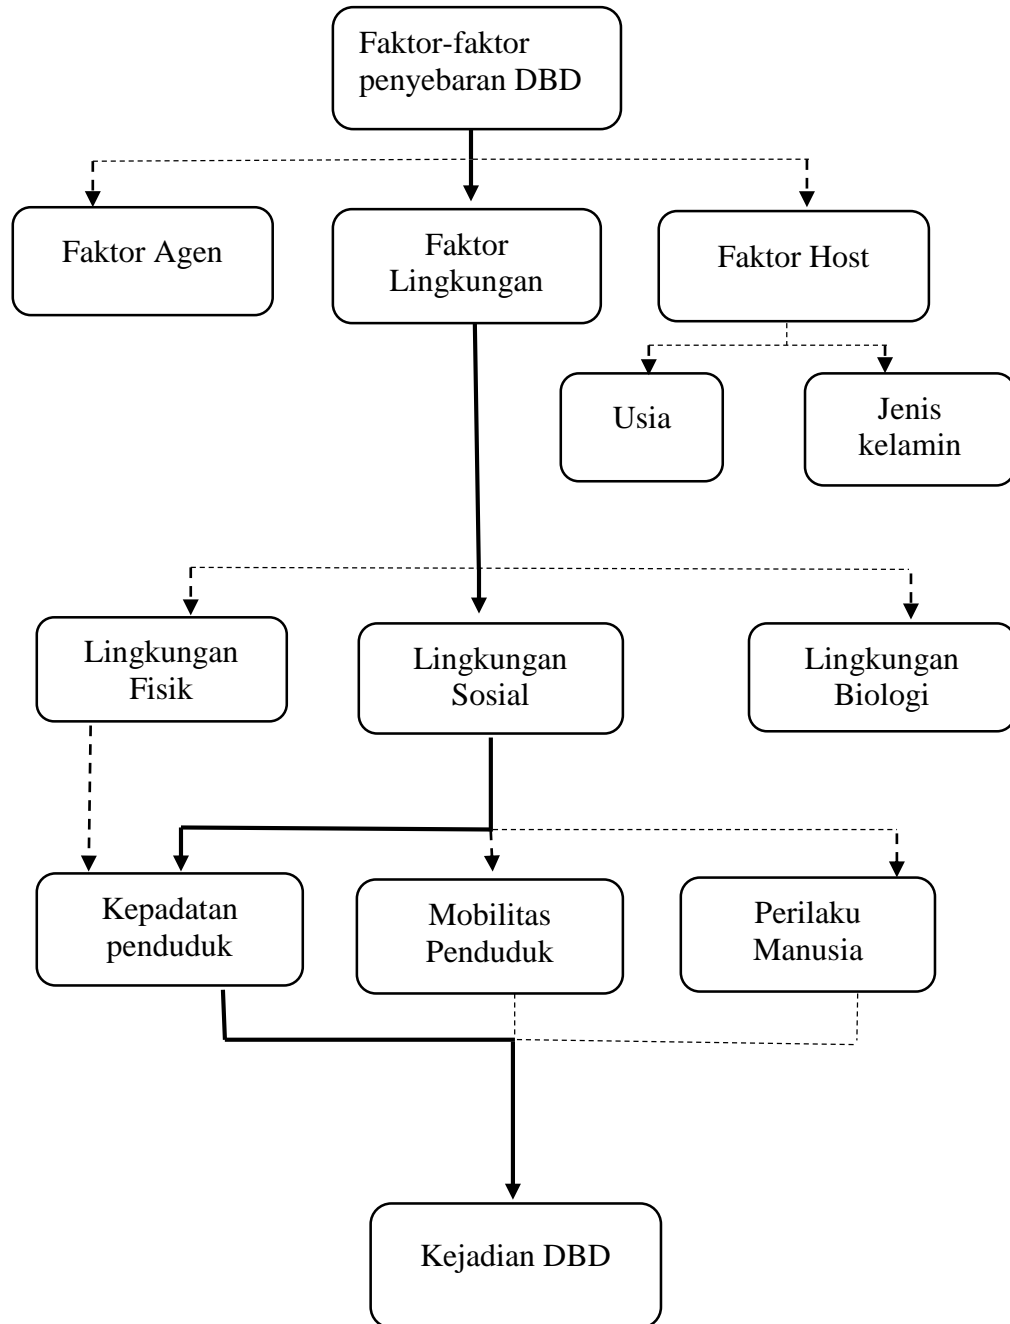 Faktor-faktor
penyebaran DBD
Faktor Agen
Faktor
Lingkungan
Faktor Host
Usia
Jenis
kelamin
Lingkungan
Fisik
Lingkungan
Sosial
Lingkungan
Biologi
Kepadatan
penduduk
Mobilitas
Penduduk
Perilaku
Manusia
Kejadian DBD